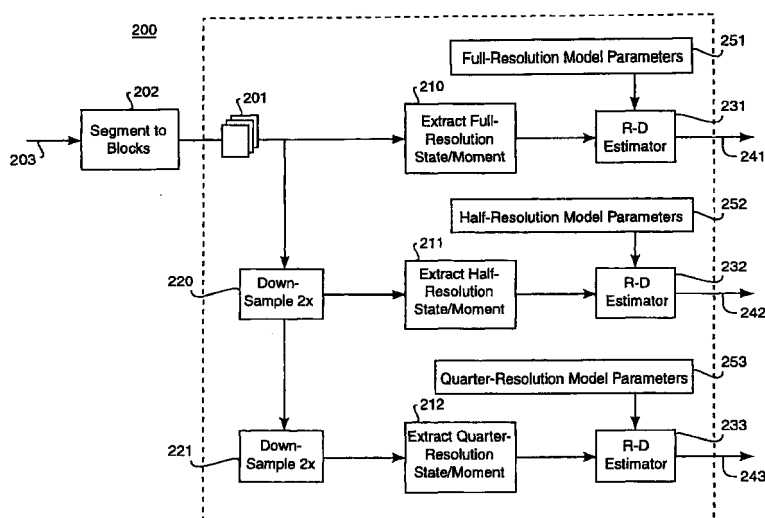 200
202
Segment to
Blocks
203
201
210
Extract Full-
Resolution
State/Moment
Full-Resolution Model Parameters
251
231
R-D
Estimator
241
Half-Resolution Model Parameters
252
220
Down-
Sample 2x
211
Extract Half-
Resolution
State/Moment
232
R-D
Estimator
242
Quarter-Resolution Model Parameters
253
221
Down-
Sample 2x
212
Extract Quarter-
Resolution
State/Moment
233
R-D
Estimator
243